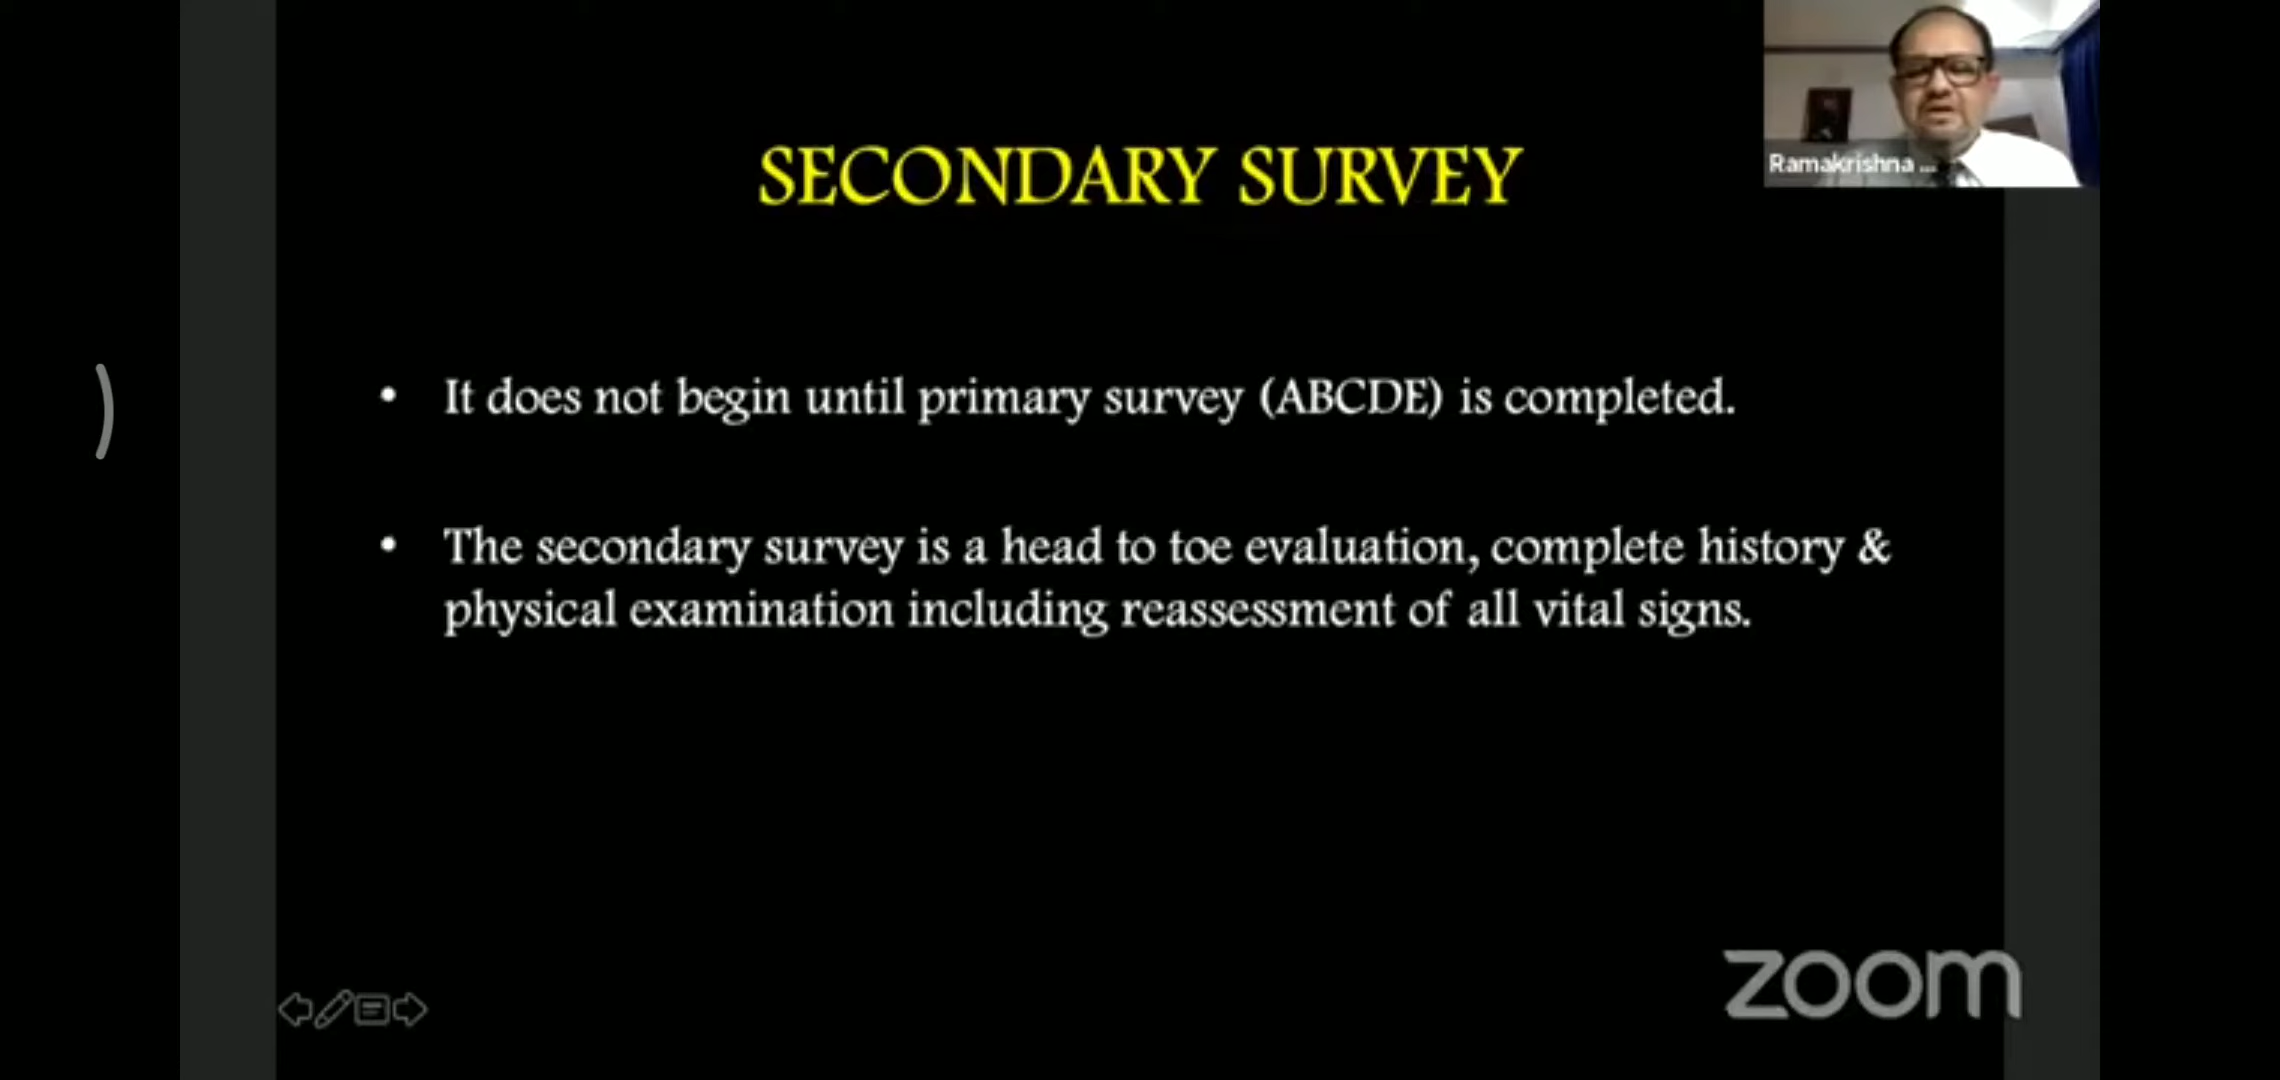 Ramakrishna ...
SECONDARY SURVEY
• It does not begin until primary survey (ABCDE) is completed.
• The secondary survey is a head to toe evaluation, complete history &
physical examination including reassessment of all vital signs.
zoom